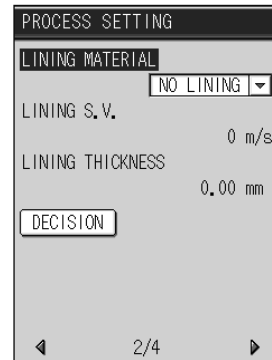 PROCESS SETTING
LINING MATERIAL
NO LINING
LINING S.V.
0 m/s
LINING THICKNESS
0.00 mm
DECISION
2/4